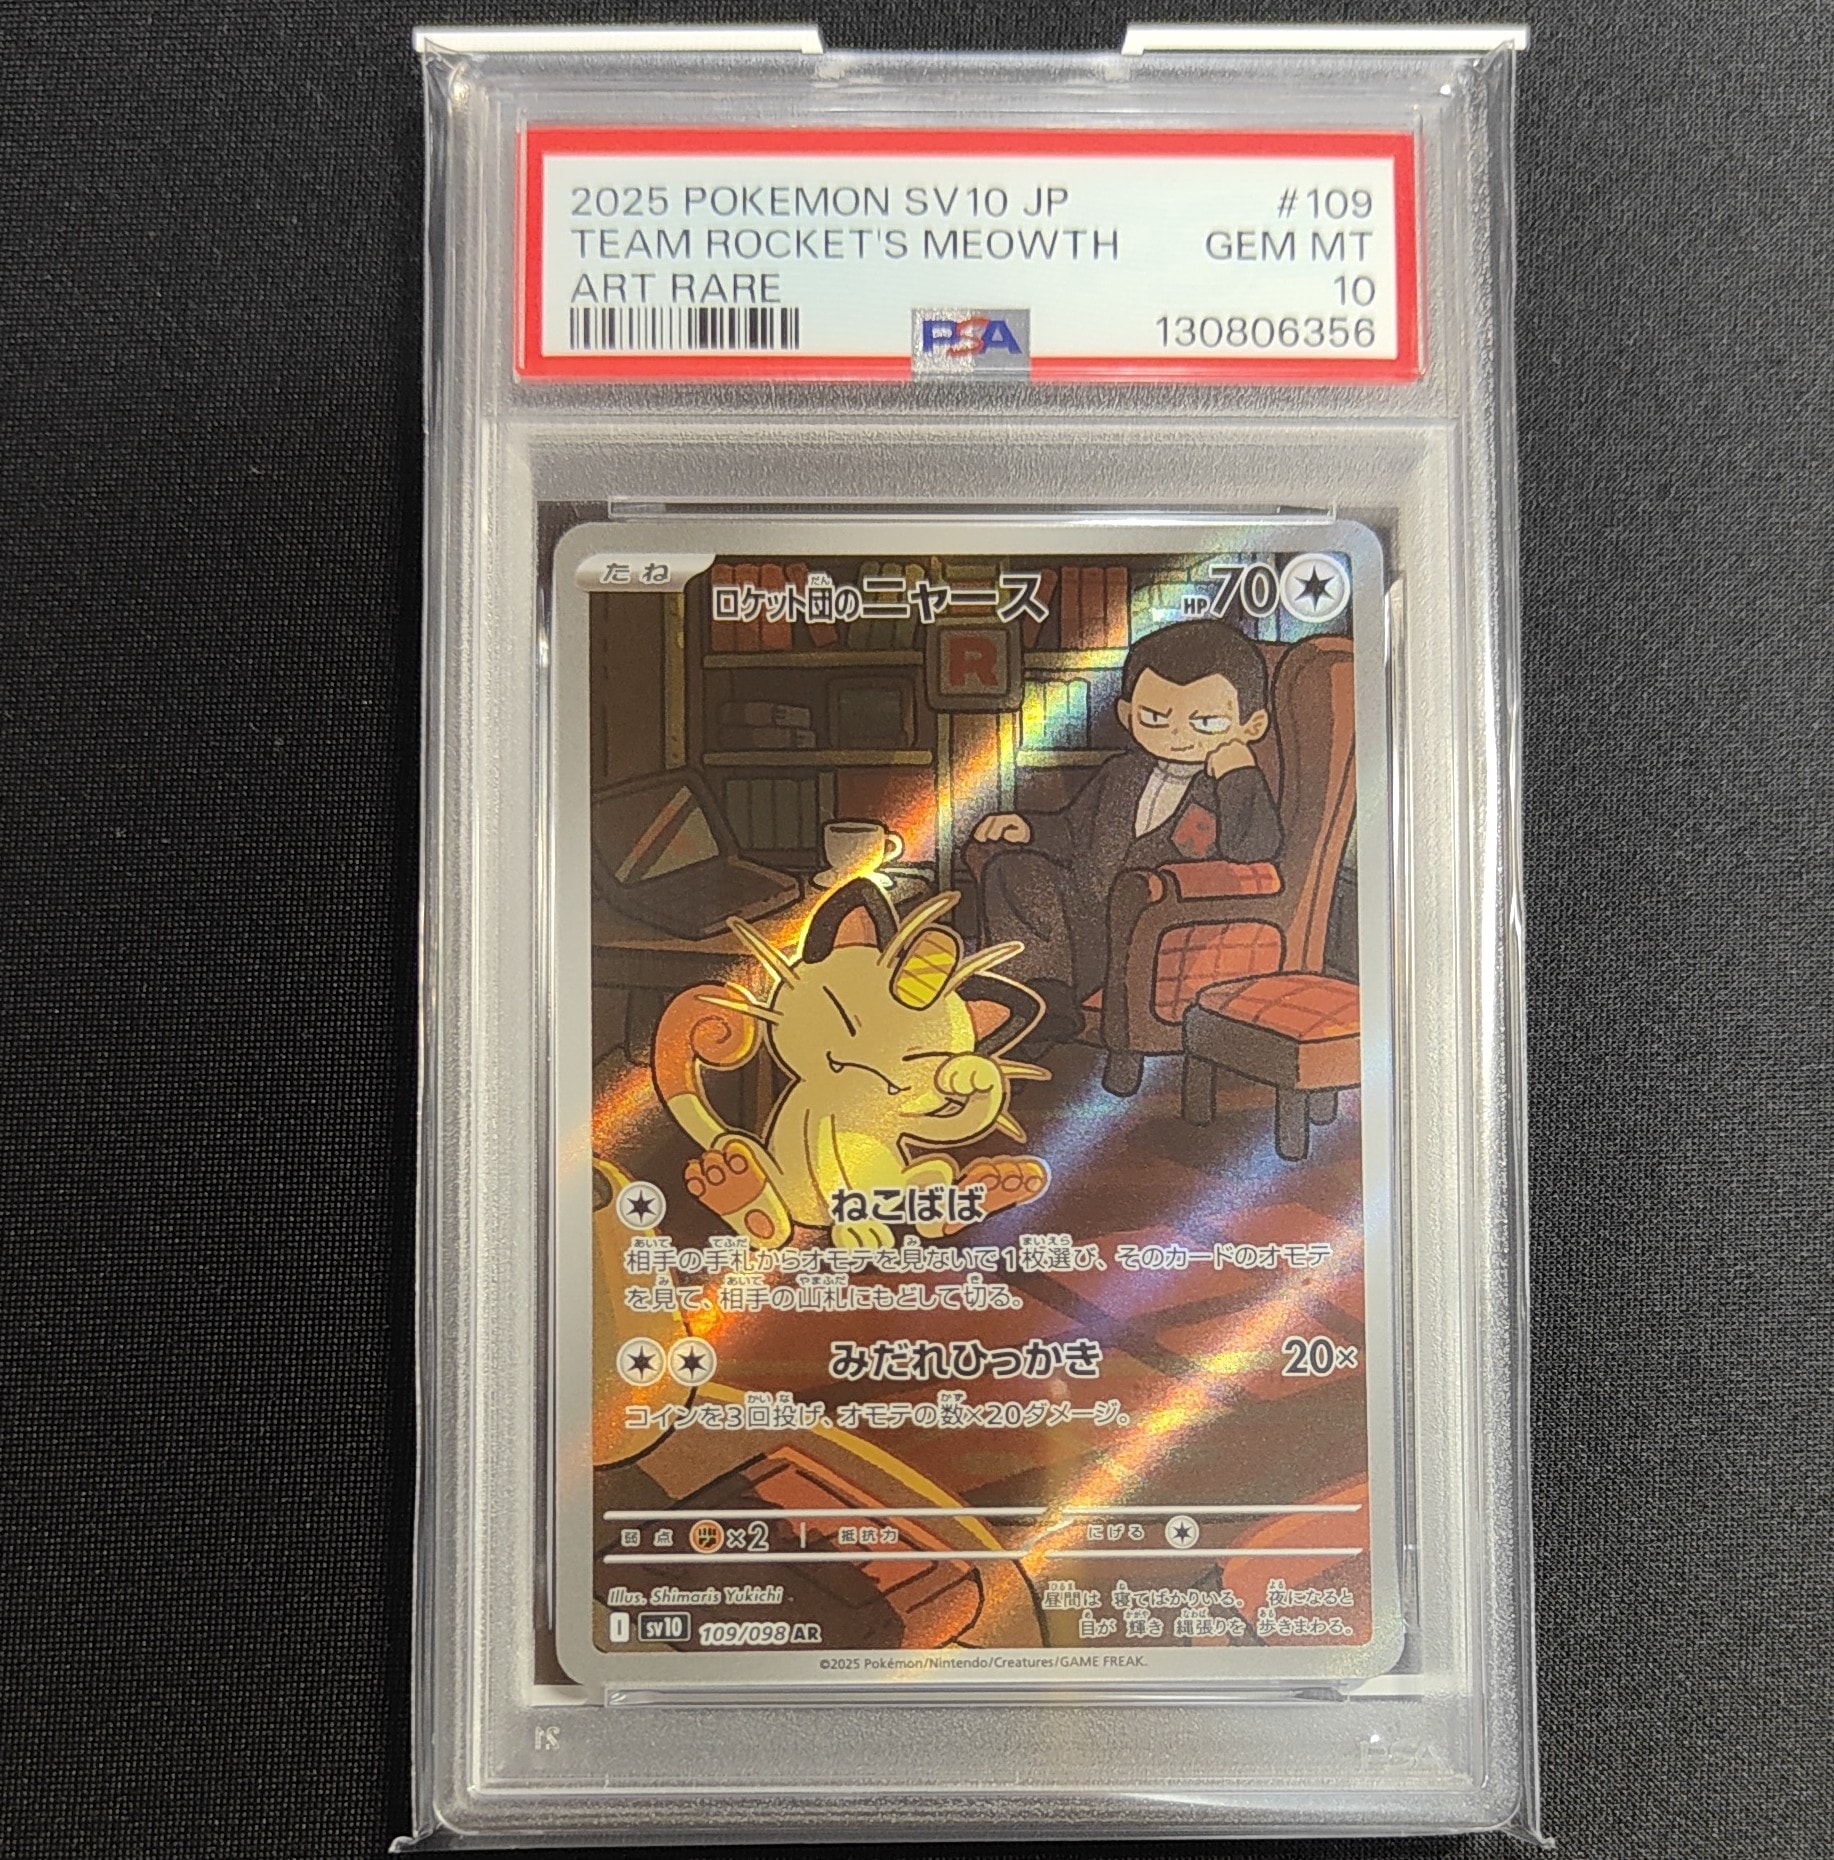 2025 POKEMON SV10 JP #109
TEAM ROCKET'S MEOWTH GEM MT
ART RARE 10
PSA 130806356
たね ロケット団のニャース HP70
だん
R
ねこばば
相手の手札からオモテを見ないで1枚選び、そのカードのオモテ
を見て、相手の山札にもどして切る。
みだれひっかき 20×
コインを3回投げ、オモテの数×20ダメージ。
弱点 ×2 抵抗力 にげる
Illus. Shimaris Yukichi
昼間は 寝てばかりいる。 夜になると
目が 輝き 縄張りを 歩きまわる。
I sv10 109/098 AR
©2025 Pokémon/Nintendo/Creatures/GAME FREAK.
PSA